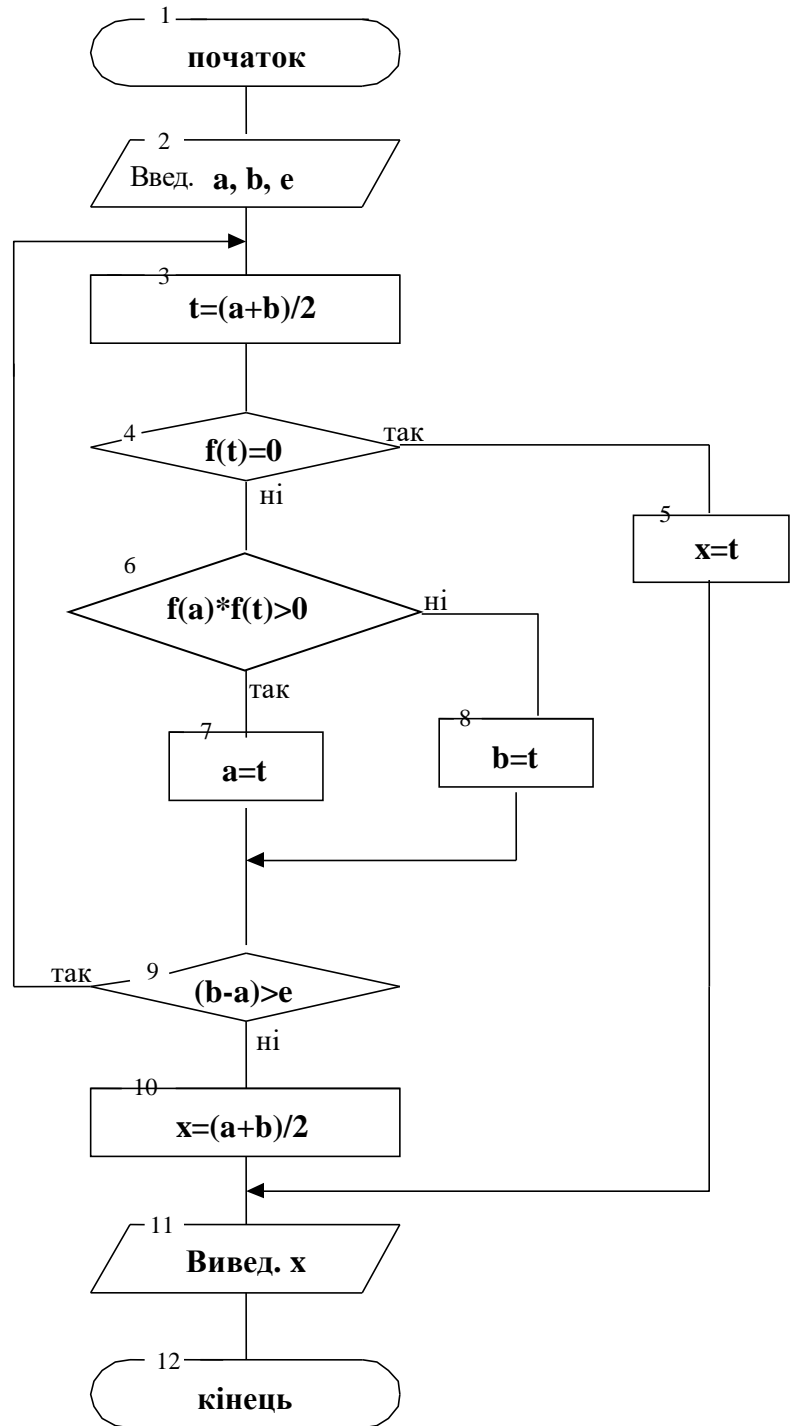 1
початок
2
Введ. a, b, e
3
t=(a+b)/2
4
f(t)=0
так
ні
5
x=t
6
f(a)*f(t)>0
ні
так
7
a=t
8
b=t
9
так
(b-a)>e
ні
10
x=(a+b)/2
11
Вивед. x
12
кінець